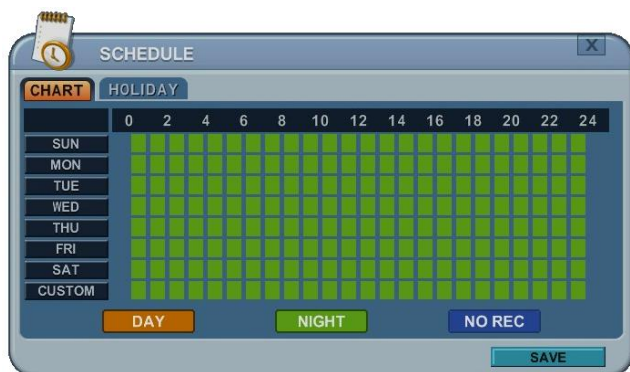 SCHEDULE X
CHART HOLIDAY
0 2 4 6 8 10 12 14 16 18 20 22 24
SUN
MON
TUE
WED
THU
FRI
SAT
CUSTOM
DAY NIGHT NO REC
SAVE